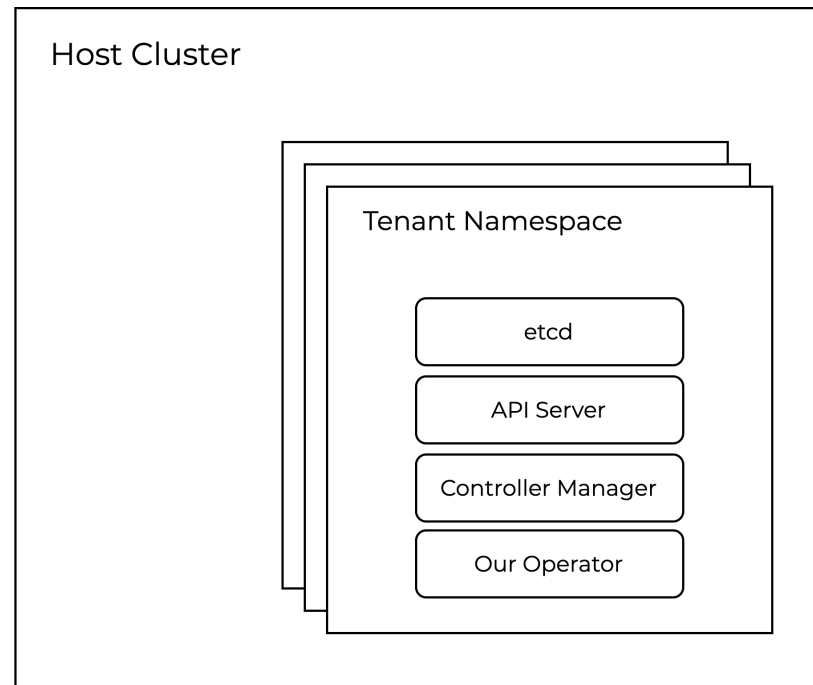 Host Cluster
Tenant Namespace
etcd
API Server
Controller Manager
Our Operator